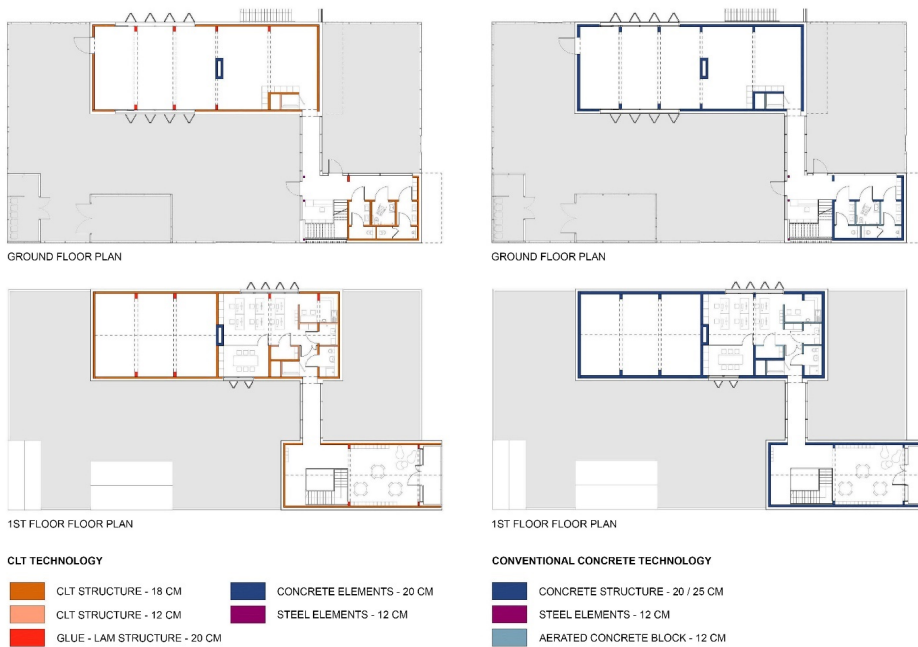 GROUND FLOOR PLAN
GROUND FLOOR PLAN
1ST FLOOR FLOOR PLAN
1ST FLOOR FLOOR PLAN
CLT TECHNOLOGY
CLT STRUCTURE - 18 CM
CLT STRUCTURE - 12 CM
GLUE - LAM STRUCTURE - 20 CM
CONCRETE ELEMENTS - 20 CM
STEEL ELEMENTS - 12 CM
CONVENTIONAL CONCRETE TECHNOLOGY
CONCRETE STRUCTURE - 20 / 25 CM
STEEL ELEMENTS - 12 CM
AERATED CONCRETE BLOCK - 12 CM